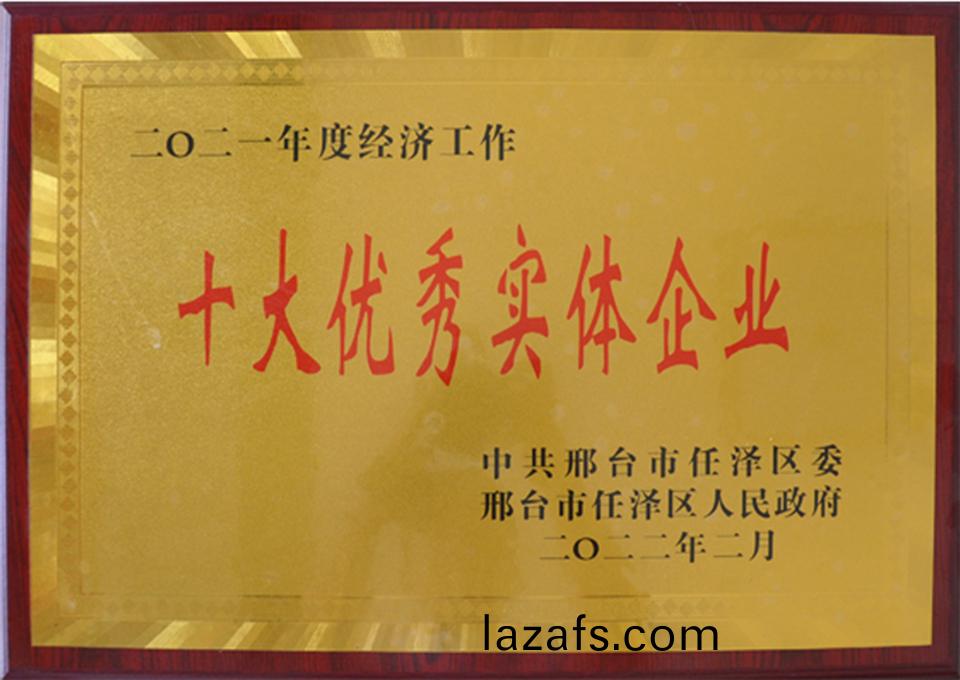 二〇二一年度经济工作
十大优秀实体企业
中共邢台市任泽区委
邢台市任泽区人民政府
二〇二二年二月
lazafs.com